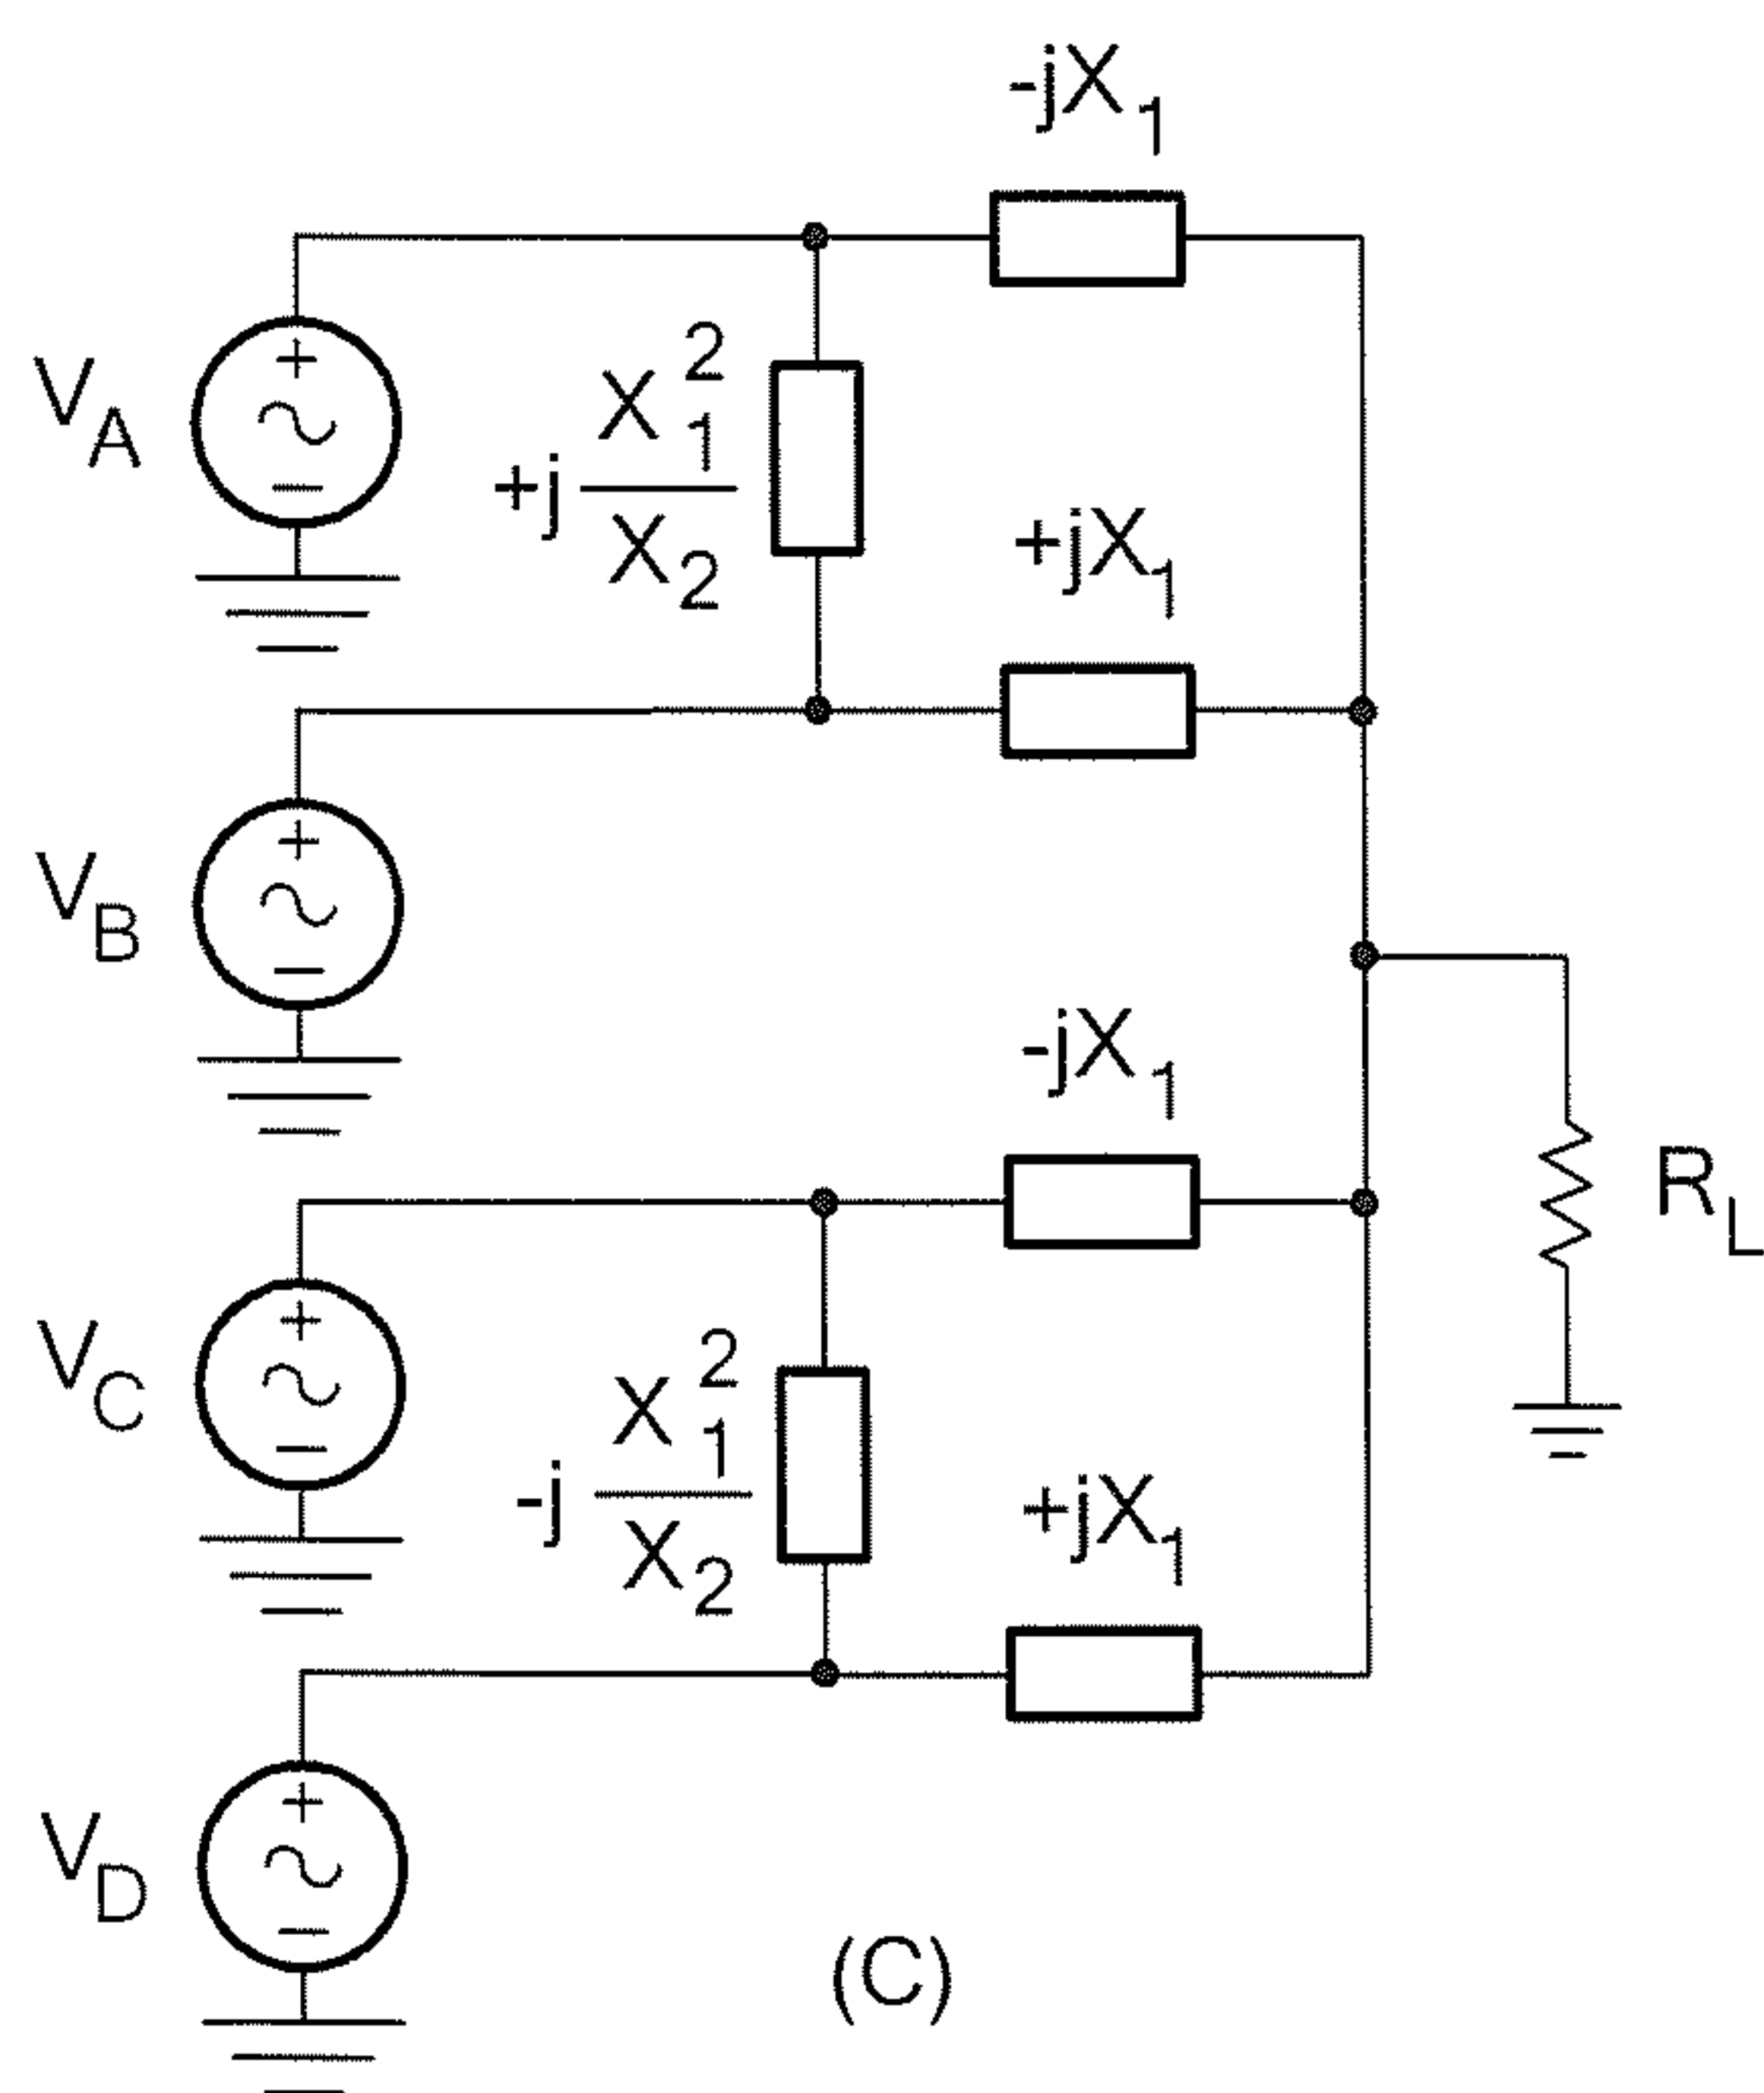 -jX1
VA
+j X1^2 / X2
+jX1
VB
-jX1
RL
VC
-j X1^2 / X2
+jX1
VD
(C)